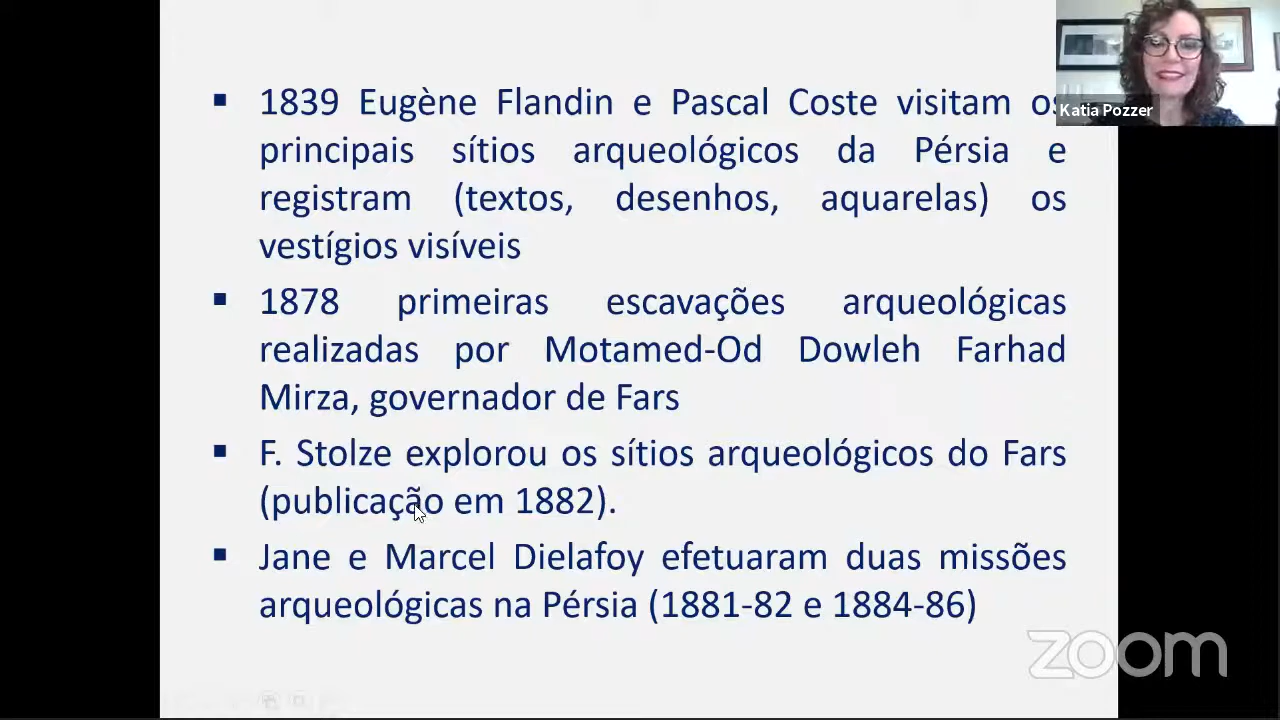 1839 Eugène Flandin e Pascal Coste visitam os
principais sítios arqueológicos da Pérsia e
registram (textos, desenhos, aquarelas) os
vestígios visíveis
1878 primeiras escavações arqueológicas
realizadas por Motamed-Od Dowleh Farhad
Mirza, governador de Fars
F. Stolze explorou os sítios arqueológicos do Fars
(publicação em 1882).
Jane e Marcel Dielafoy efetuaram duas missões
arqueológicas na Pérsia (1881-82 e 1884-86)
Katia Pozzer
zoom